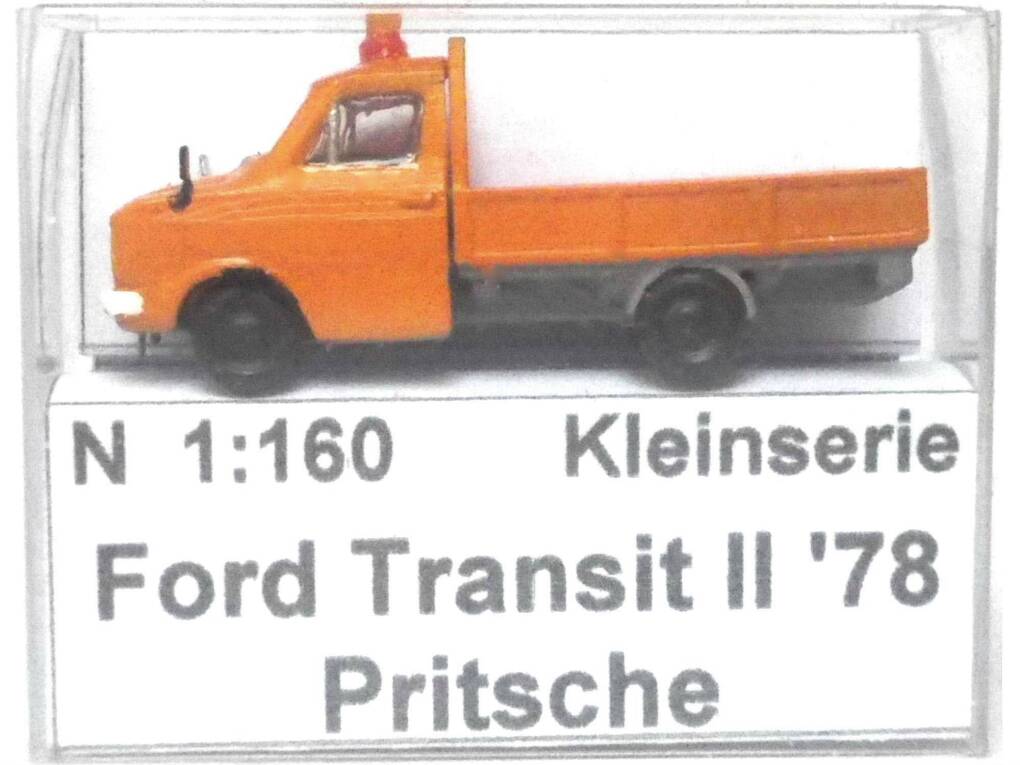 N 1:160 Kleinserie
Ford Transit II '78
Pritsche